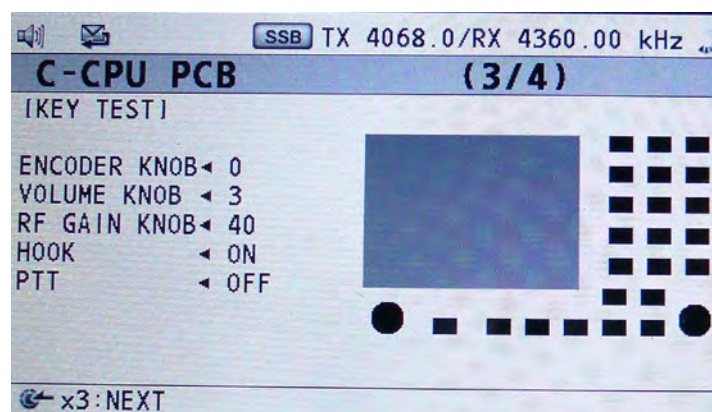 SSB TX 4068.0/RX 4360.00 kHz
C-CPU PCB (3/4)
[KEY TEST]
ENCODER KNOB◄ 0
VOLUME KNOB ◄ 3
RF GAIN KNOB◄ 40
HOOK ◄ ON
PTT ◄ OFF
x3:NEXT